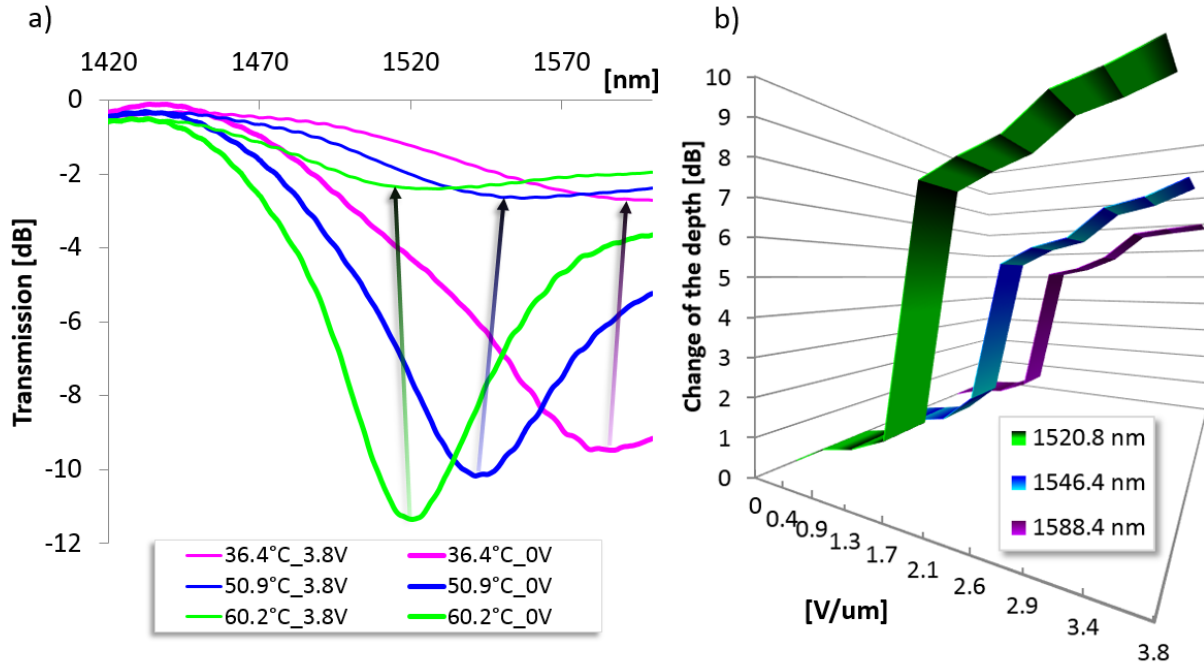 a)
1420 1470 1520 1570 [nm]
0
-2
-4
-6
-8
-10
-12
Transmission [dB]
36.4°C_3.8V 36.4°C_0V
50.9°C_3.8V 50.9°C_0V
60.2°C_3.8V 60.2°C_0V
b)
10
9
8
7
6
5
4
3
2
1
0
Change of the depth [dB]
0
0.4
0.9
1.3
1.7
2.1
2.6
2.9
3.4
3.8
[V/um]
1520.8 nm
1546.4 nm
1588.4 nm